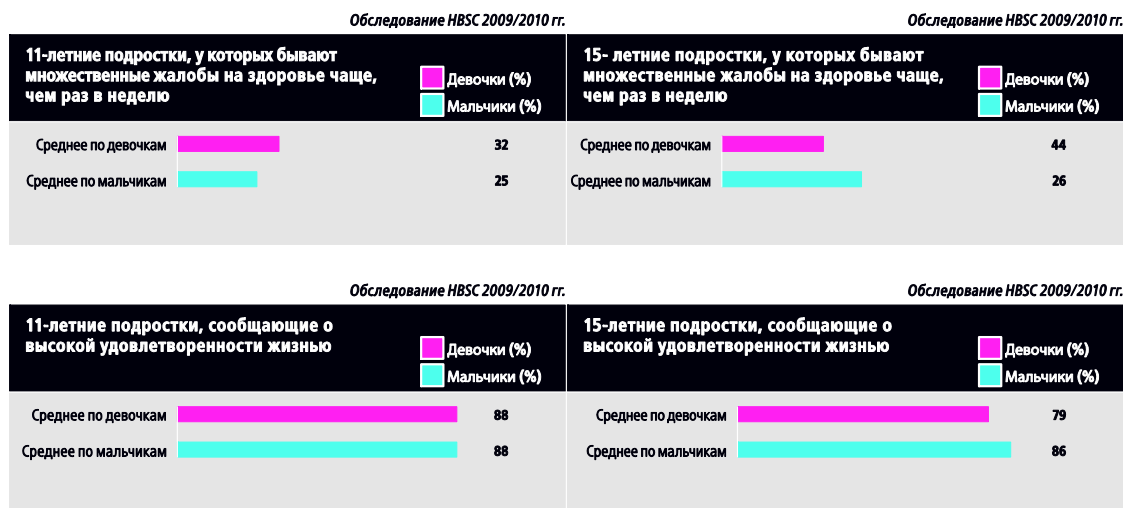 Обследование HBSC 2009/2010 гг.
11-летние подростки, у которых бывают
множественные жалобы на здоровье чаще,
чем раз в неделю
Девочки (%)
Мальчики (%)
Среднее по девочкам 32
Среднее по мальчикам 25
Обследование HBSC 2009/2010 гг.
15- летние подростки, у которых бывают
множественные жалобы на здоровье чаще,
чем раз в неделю
Девочки (%)
Мальчики (%)
Среднее по девочкам 44
Среднее по мальчикам 26
Обследование HBSC 2009/2010 гг.
11-летние подростки, сообщающие о
высокой удовлетворенности жизнью
Девочки (%)
Мальчики (%)
Среднее по девочкам 88
Среднее по мальчикам 88
Обследование HBSC 2009/2010 гг.
15-летние подростки, сообщающие о
высокой удовлетворенности жизнью
Девочки (%)
Мальчики (%)
Среднее по девочкам 79
Среднее по мальчикам 86